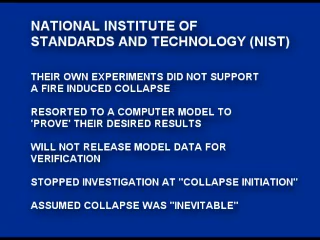 NATIONAL INSTITUTE OF
STANDARDS AND TECHNOLOGY (NIST)
THEIR OWN EXPERIMENTS DID NOT SUPPORT
A FIRE INDUCED COLLAPSE
RESORTED TO A COMPUTER MODEL TO
'PROVE' THEIR DESIRED RESULTS
WILL NOT RELEASE MODEL DATA FOR
VERIFICATION
STOPPED INVESTIGATION AT "COLLAPSE INITIATION"
ASSUMED COLLAPSE WAS "INEVITABLE"